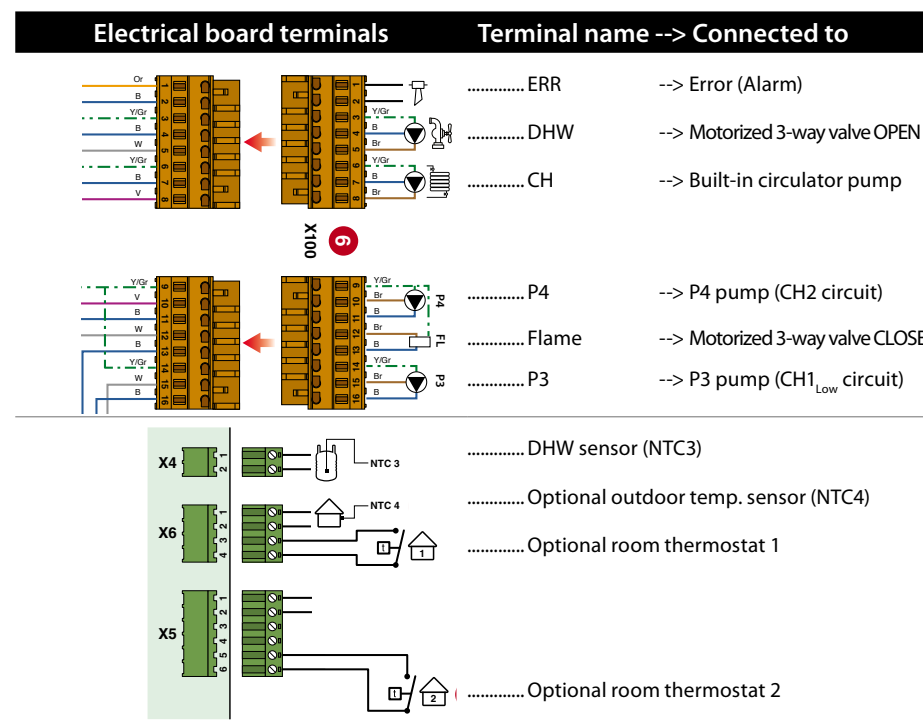 Electrical board terminals Terminal name --> Connected to
Or
B
Y/Gr
B
W
Y/Gr
B
V
1
2
3
4
5
6
7
8
1
2
3
4
5
6
7
8
Y/Gr
B
Br
Y/Gr
B
Br
............. ERR --> Error (Alarm)
............. DHW --> Motorized 3-way valve OPEN
............. CH --> Built-in circulator pump
X100
6
Y/Gr
V
B
W
B
Y/Gr
W
B
9
10
11
12
13
14
15
16
9
10
11
12
13
14
15
16
Y/Gr
Br
B
Br
B
Y/Gr
Br
B
P4
FL
P3
............. P4 --> P4 pump (CH2 circuit)
............. Flame --> Motorized 3-way valve CLOSE
............. P3 --> P3 pump (CH1Low circuit)
X4
1
2
NTC 3
............. DHW sensor (NTC3)
X6
1
2
3
4
NTC 4
t
1
............. Optional outdoor temp. sensor (NTC4)
............. Optional room thermostat 1
X5
1
2
3
4
5
6
t
2
............. Optional room thermostat 2